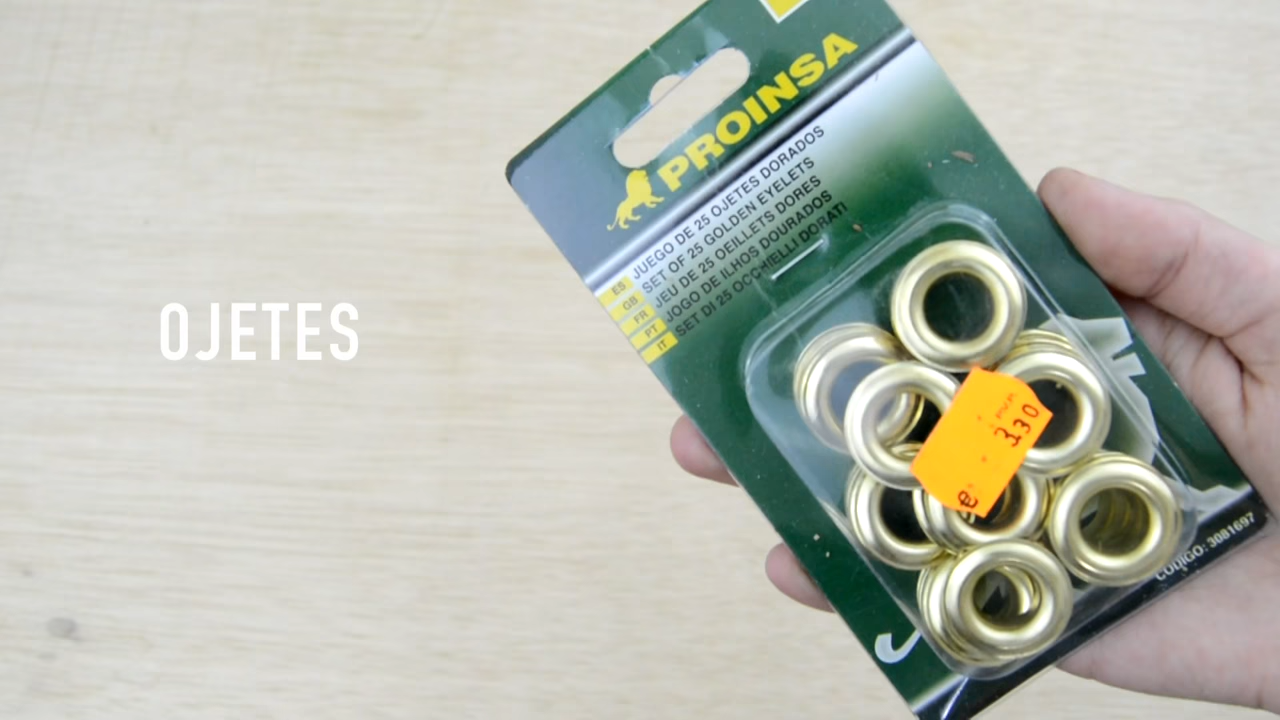 OJETES
PROINSA
ES JUEGO DE 25 OJETES DORADOS
GB SET OF 25 GOLDEN EYELETS
FR JEU DE 25 OEILLETS DORES
PT JOGO DE ILHOS DOURADOS
IT SET DI 25 OCCHIELLI DORATI
€ 3.30
CODIGO: 3081697